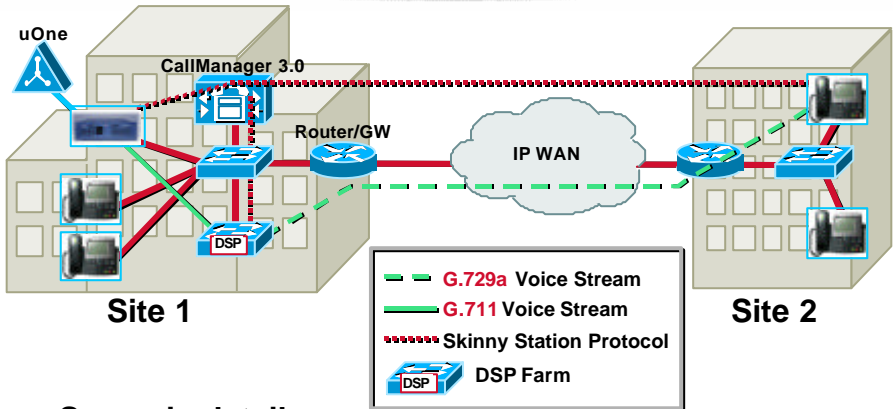 uOne
CallManager 3.0
Router/GW
IP WAN
DSP
Site 1
Site 2
G.729a Voice Stream
G.711 Voice Stream
Skinny Station Protocol
DSP DSP Farm